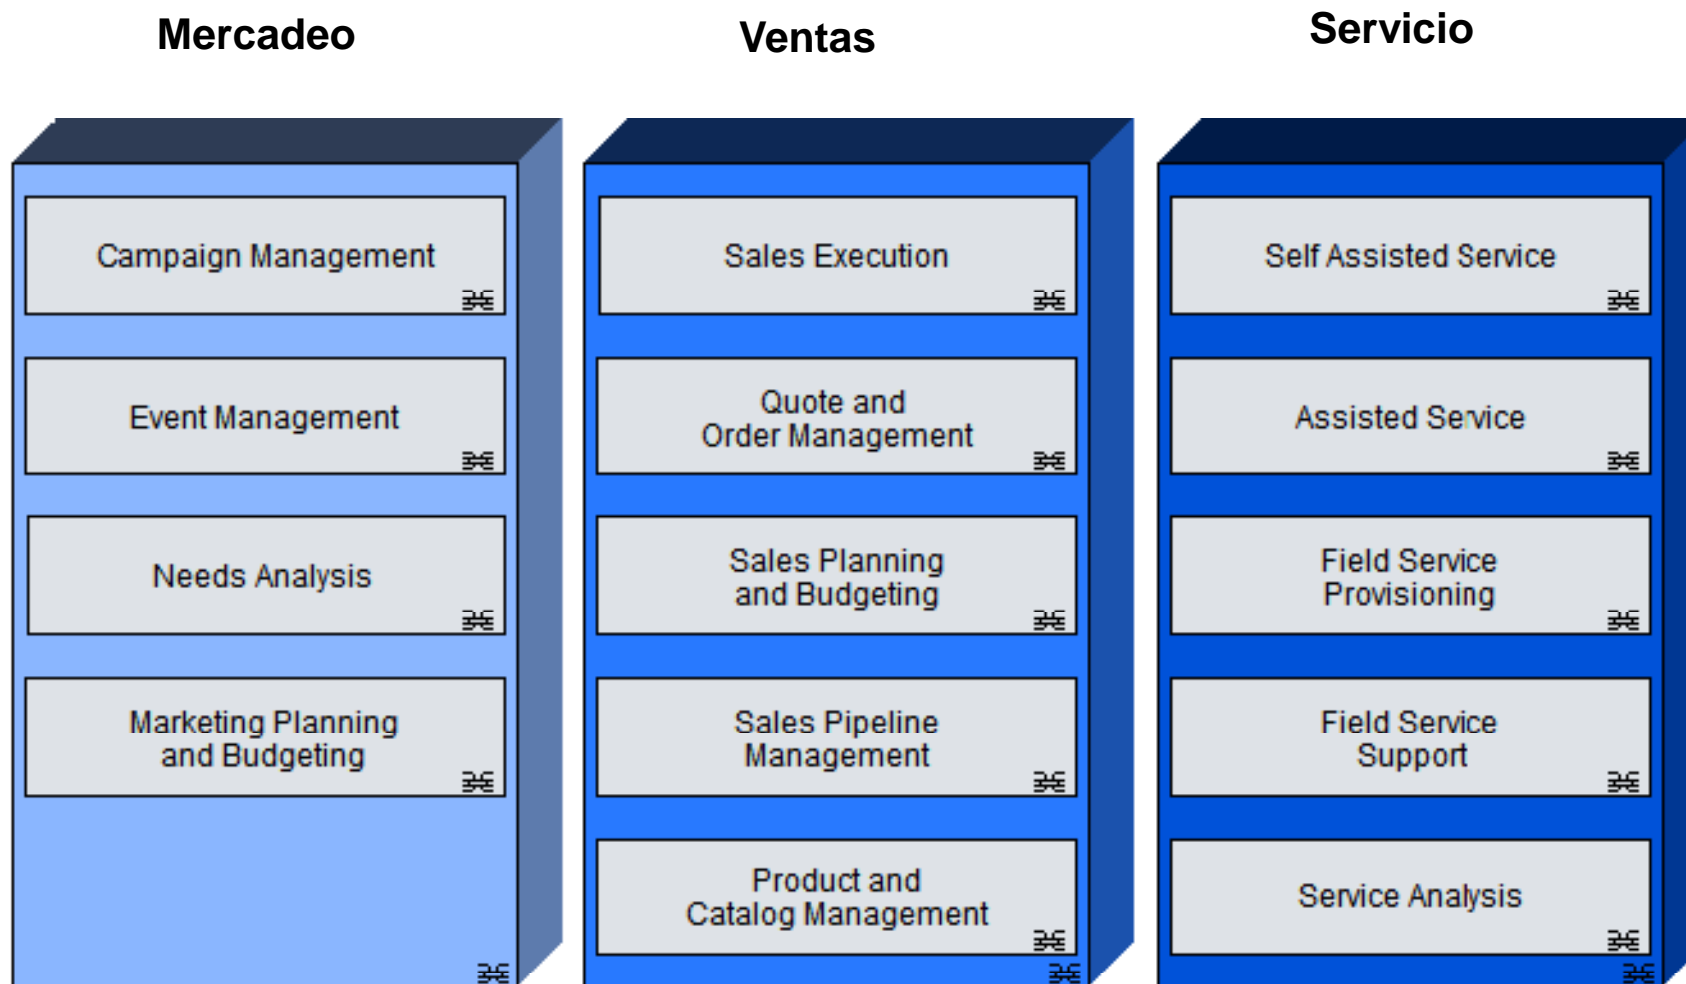 Mercadeo
Ventas
Servicio
Campaign Management
Event Management
Needs Analysis
Marketing Planning
and Budgeting
Sales Execution
Quote and
Order Management
Sales Planning
and Budgeting
Sales Pipeline
Management
Product and
Catalog Management
Self Assisted Service
Assisted Service
Field Service
Provisioning
Field Service
Support
Service Analysis